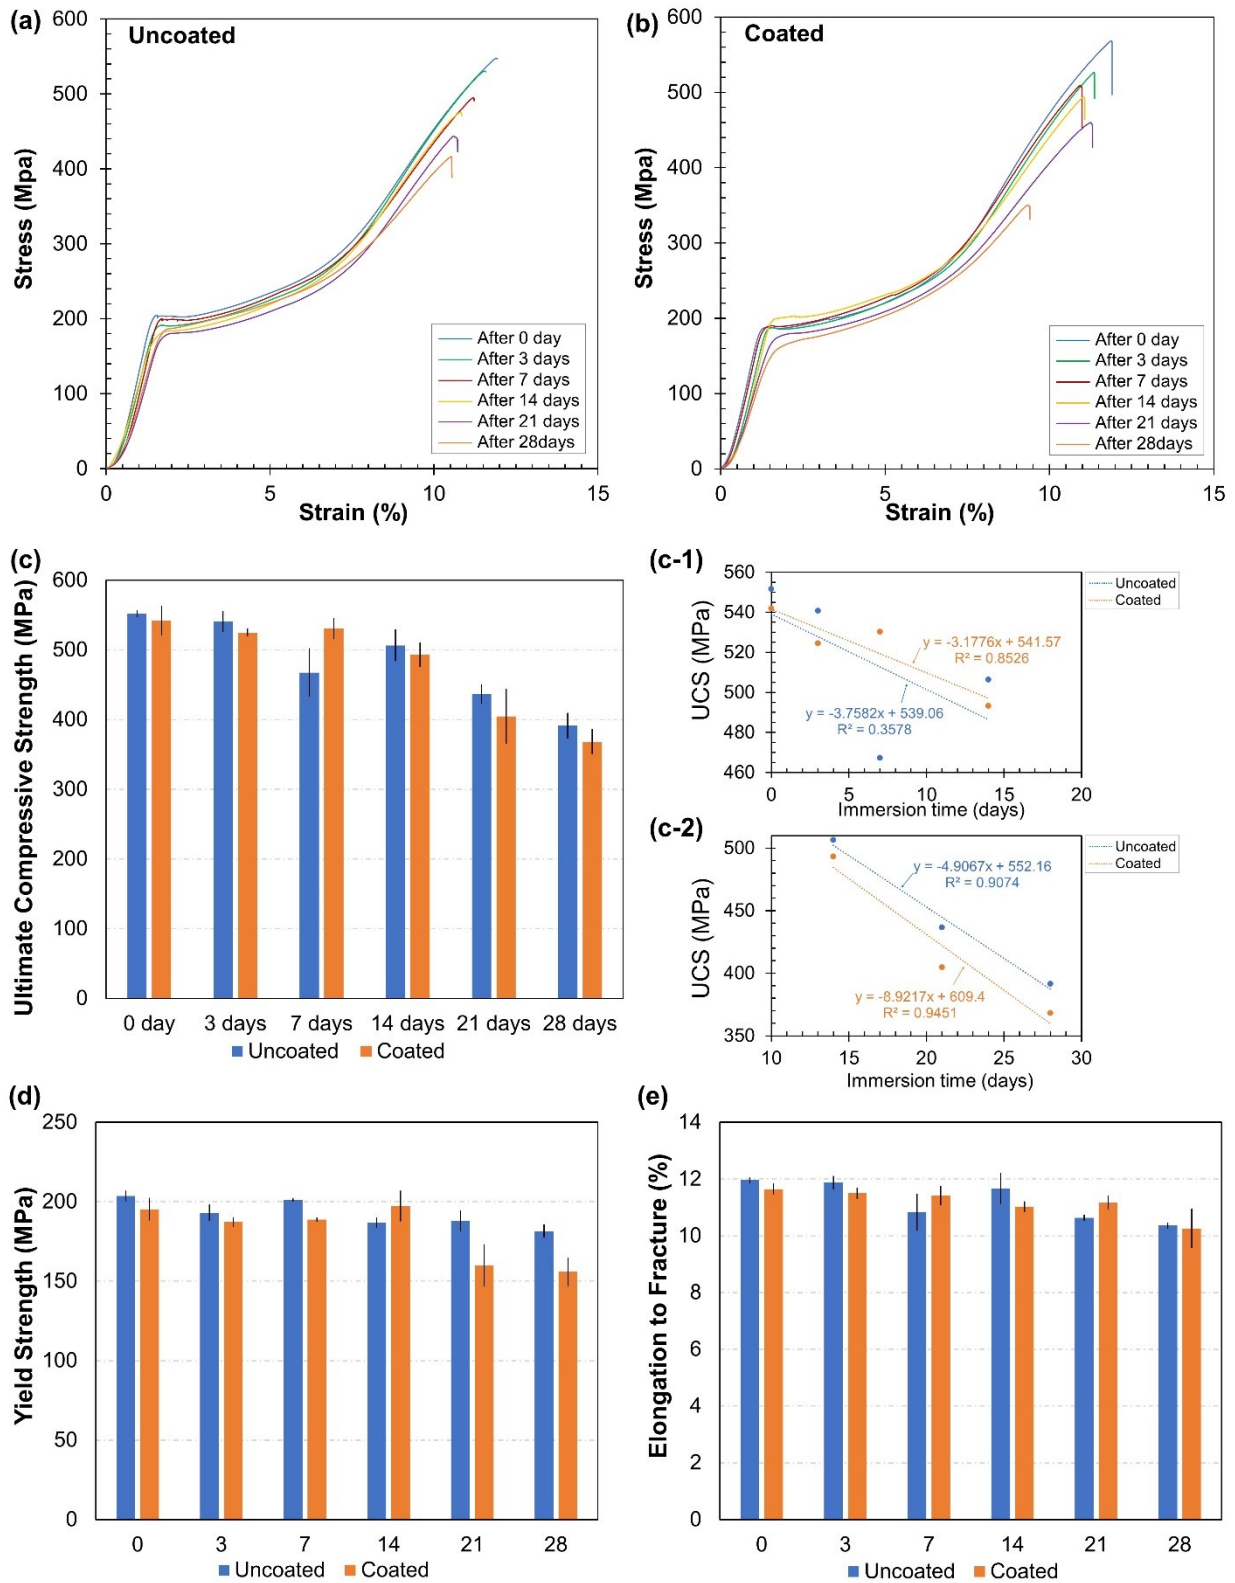 (a)
Uncoated
Stress (Mpa)
600
500
400
300
200
100
0
After 0 day
After 3 days
After 7 days
After 14 days
After 21 days
After 28days
0 5 10 15
Strain (%)
(b)
Coated
Stress (Mpa)
600
500
400
300
200
100
0
After 0 day
After 3 days
After 7 days
After 14 days
After 21 days
After 28days
0 5 10 15
Strain (%)
(c)
Ultimate Compressive Strength (MPa)
600
500
400
300
200
100
0
0 day 3 days 7 days 14 days 21 days 28 days
Uncoated Coated
(c-1)
UCS (MPa)
560
540
520
500
480
460
Uncoated
Coated
y = -3.1776x + 541.57
R² = 0.8526
y = -3.7582x + 539.06
R² = 0.3578
0 5 10 15 20
Immersion time (days)
(c-2)
UCS (MPa)
500
450
400
350
Uncoated
Coated
y = -4.9067x + 552.16
R² = 0.9074
y = -8.9217x + 609.4
R² = 0.9451
10 15 20 25 30
Immersion time (days)
(d)
Yield Strength (MPa)
250
200
150
100
50
0
0 3 7 14 21 28
Uncoated Coated
(e)
Elongation to Fracture (%)
14
12
10
8
6
4
2
0
0 3 7 14 21 28
Uncoated Coated